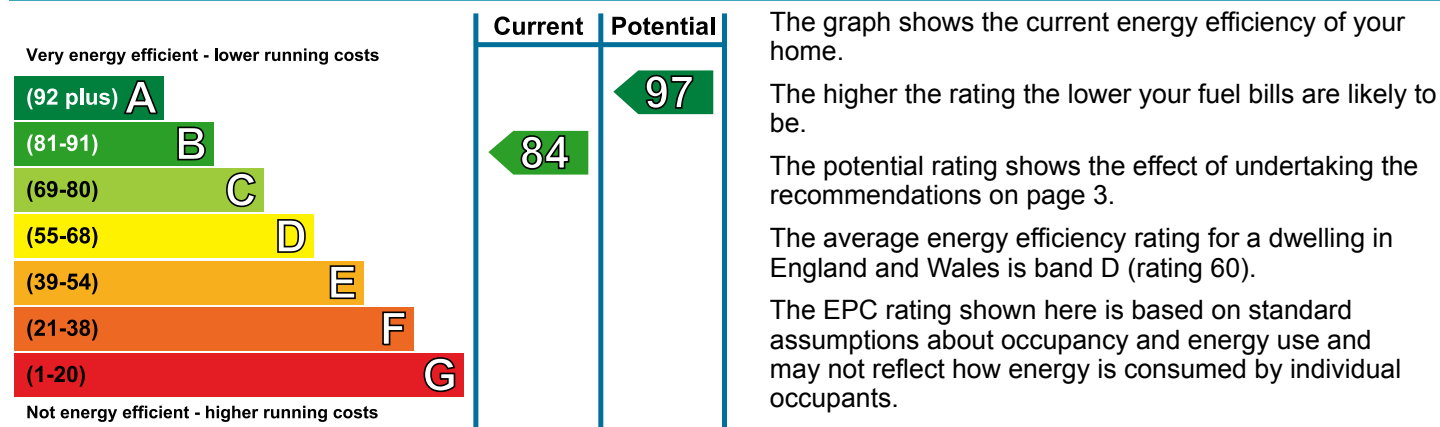 Current Potential
Very energy efficient - lower running costs
(92 plus) A
97
(81-91) B
84
(69-80) C
(55-68) D
(39-54) E
(21-38) F
(1-20) G
Not energy efficient - higher running costs
The graph shows the current energy efficiency of your
home.
The higher the rating the lower your fuel bills are likely to
be.
The potential rating shows the effect of undertaking the
recommendations on page 3.
The average energy efficiency rating for a dwelling in
England and Wales is band D (rating 60).
The EPC rating shown here is based on standard
assumptions about occupancy and energy use and
may not reflect how energy is consumed by individual
occupants.